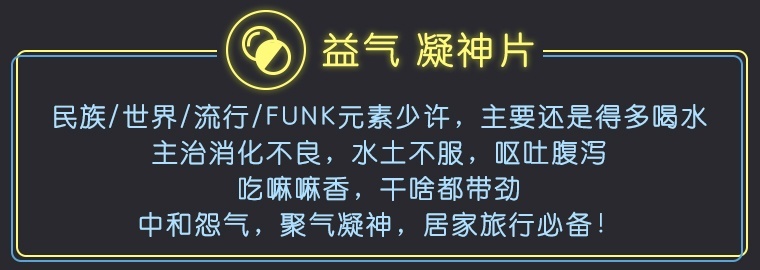 益气 凝神片
民族/世界/流行/FUNK元素少许，主要还是得多喝水
主治消化不良，水土不服，呕吐腹泻
吃嘛嘛香，干啥都带劲
中和怨气，聚气凝神，居家旅行必备！